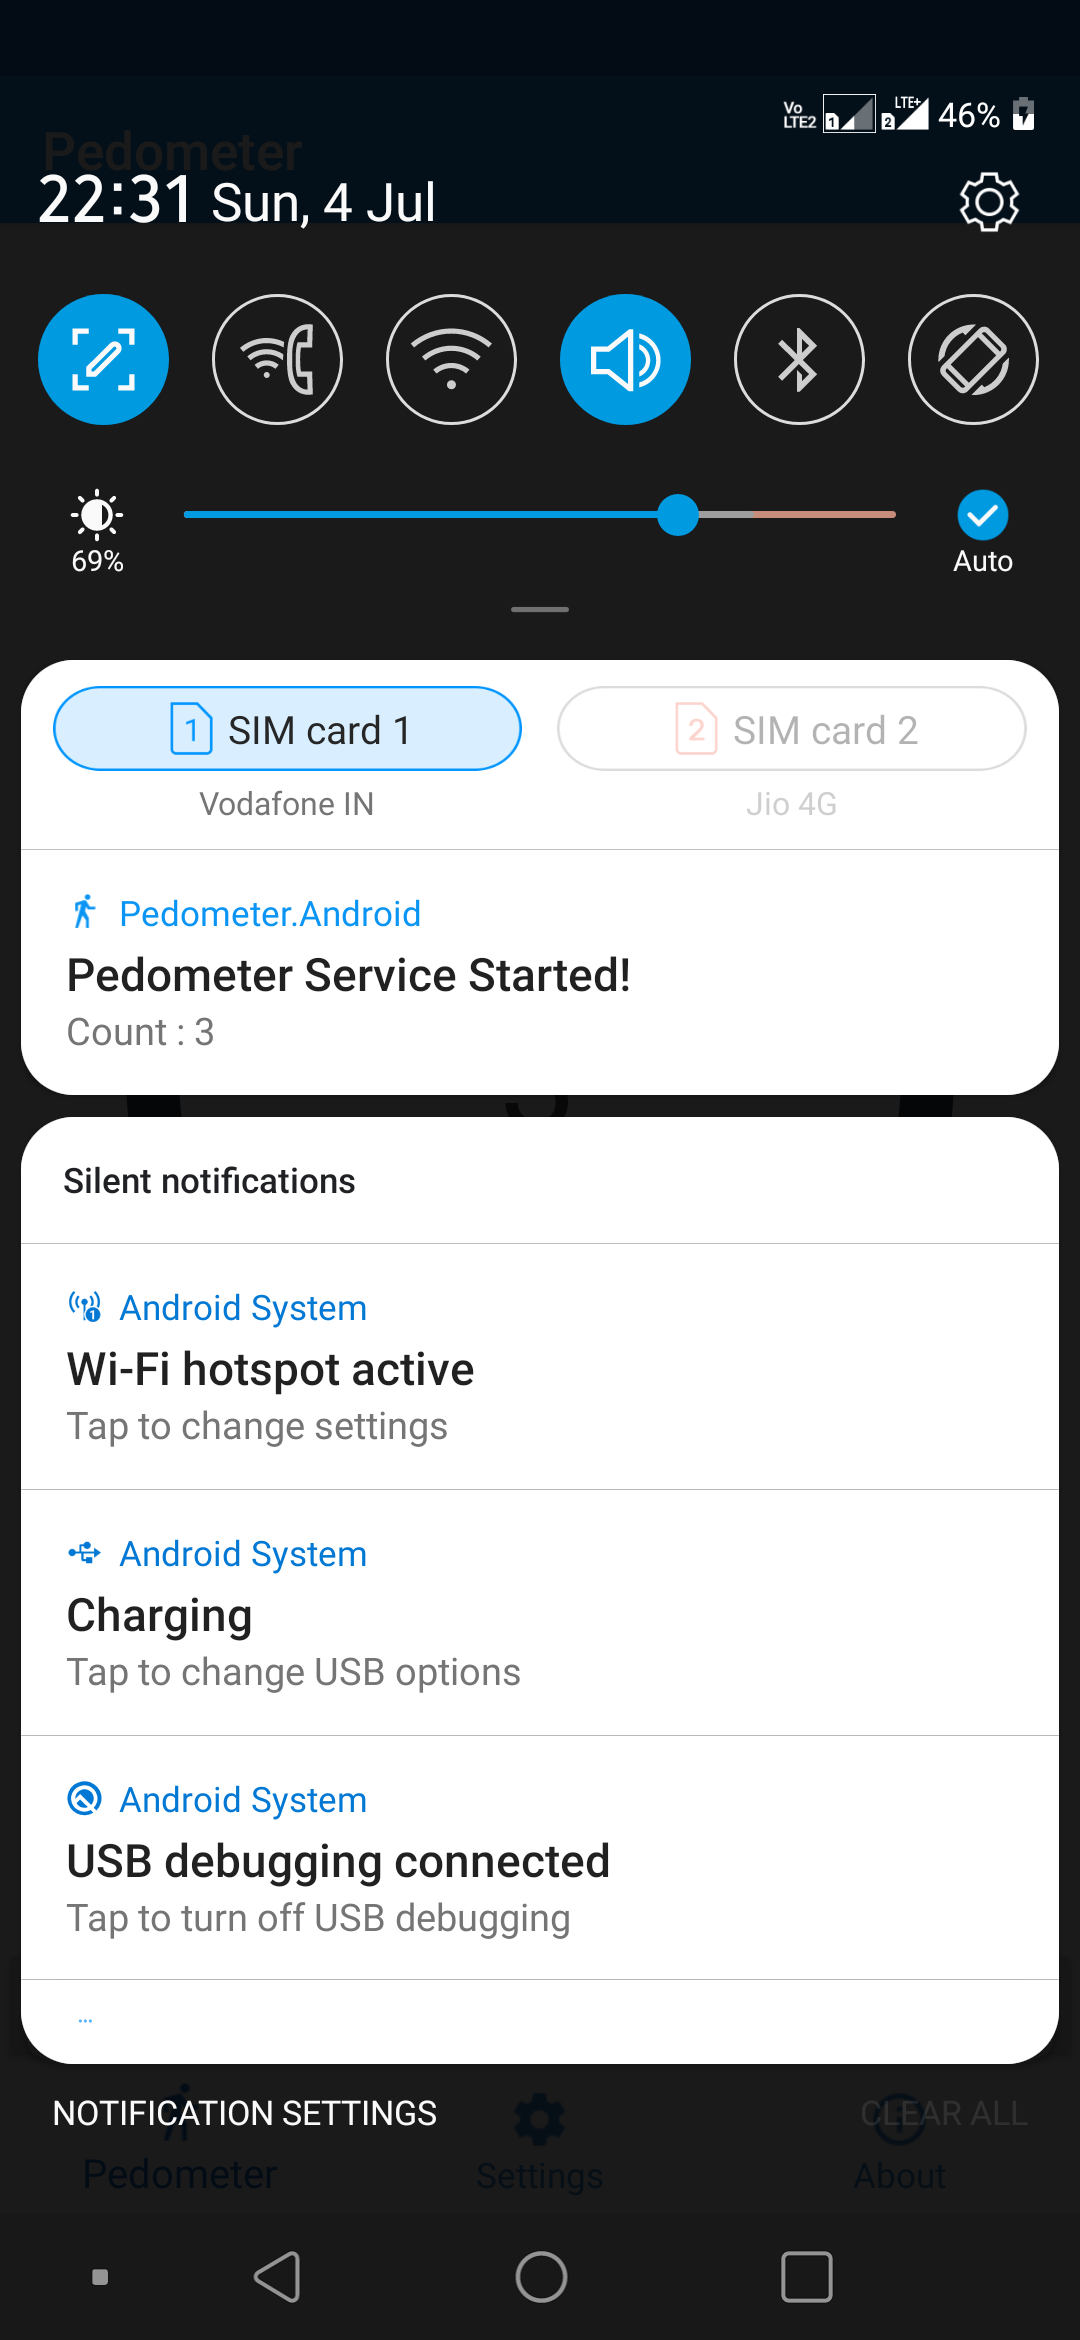 Vo LTE2 1 2 LTE+ 46%
Pedometer
22:31 Sun, 4 Jul
69%
Auto
1 SIM card 1
2 SIM card 2
Vodafone IN
Jio 4G
Pedometer.Android
Pedometer Service Started!
Count : 3
Silent notifications
1 Android System
Wi-Fi hotspot active
Tap to change settings
Android System
Charging
Tap to change USB options
Android System
USB debugging connected
Tap to turn off USB debugging
...
NOTIFICATION SETTINGS
CLEAR ALL
Pedometer
Settings
About